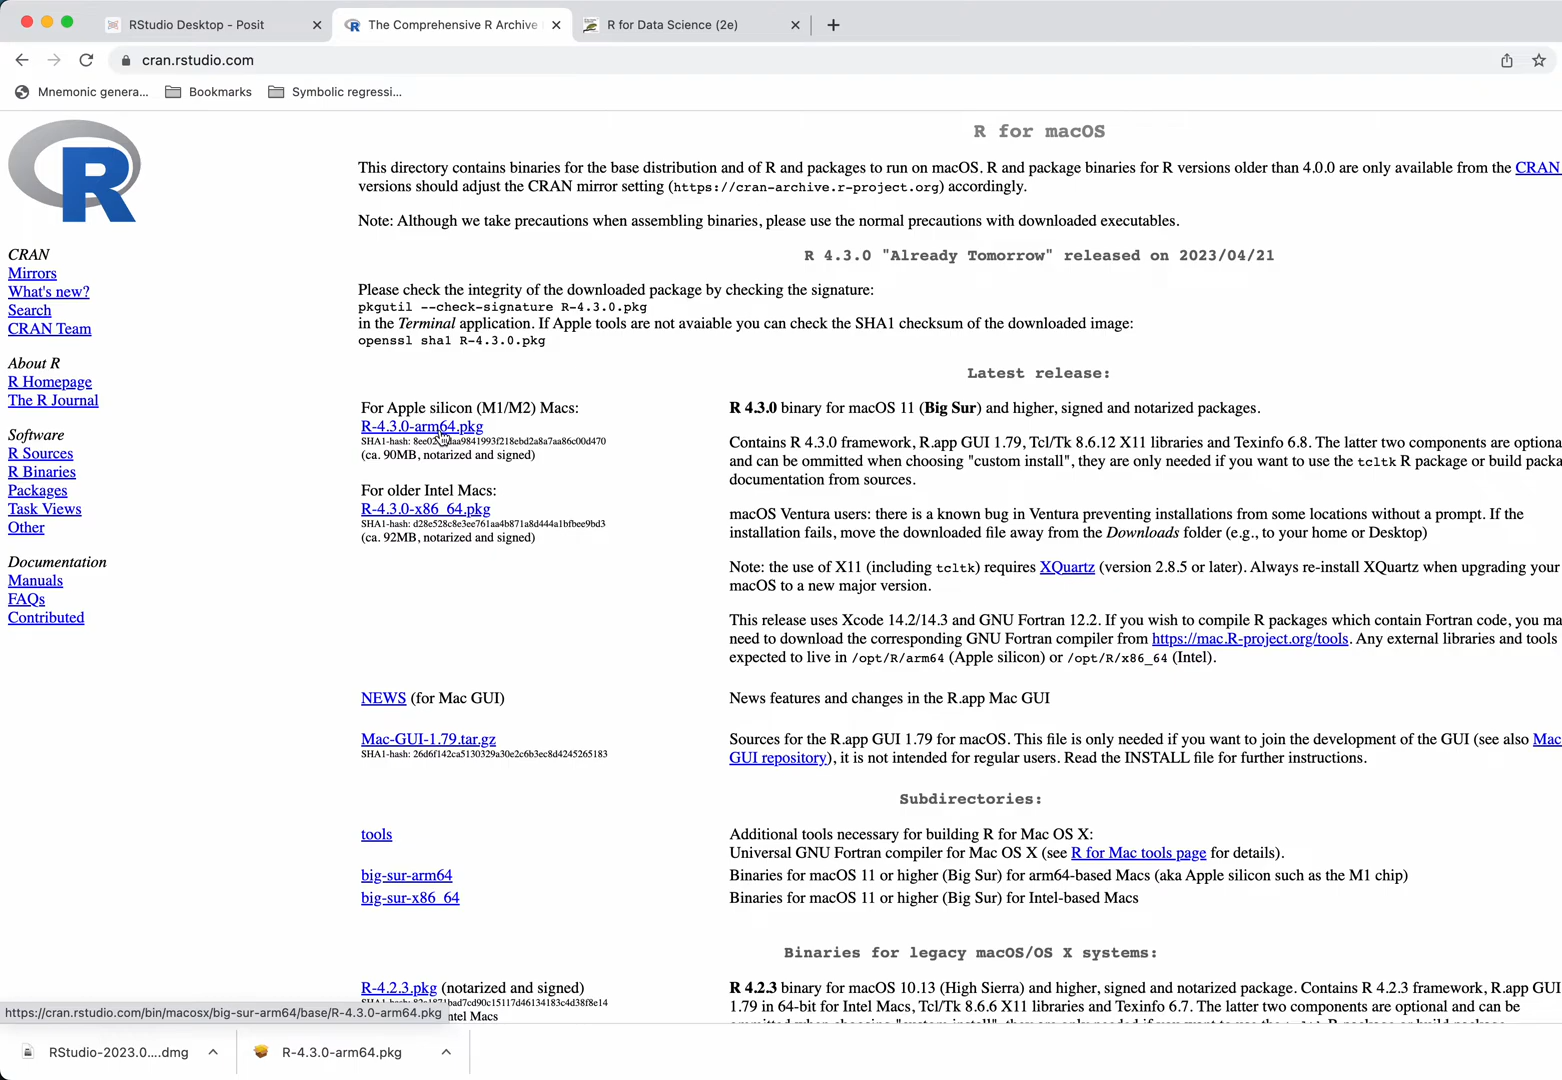 RStudio Desktop - Posit
The Comprehensive R Archive
R for Data Science (2e)
cran.rstudio.com
Mnemonic genera...
Bookmarks
Symbolic regressi...
R
CRAN
Mirrors
What's new?
Search
CRAN Team
About R
R Homepage
The R Journal
Software
R Sources
R Binaries
Packages
Task Views
Other
Documentation
Manuals
FAQs
Contributed
R for macOS
This directory contains binaries for the base distribution and of R and packages to run on macOS. R and package binaries for R versions older than 4.0.0 are only available from the CRAN
versions should adjust the CRAN mirror setting (https://cran-archive.r-project.org) accordingly.
Note: Although we take precautions when assembling binaries, please use the normal precautions with downloaded executables.
R 4.3.0 "Already Tomorrow" released on 2023/04/21
Please check the integrity of the downloaded package by checking the signature:
pkgutil --check-signature R-4.3.0.pkg
in the Terminal application. If Apple tools are not avaiable you can check the SHA1 checksum of the downloaded image:
openssl sha1 R-4.3.0.pkg
Latest release:
For Apple silicon (M1/M2) Macs:
R-4.3.0-arm64.pkg
SHA1-hash: daa9841993f218ebd2a8a7aa86c00d470
(ca. 90MB, notarized and signed)
For older Intel Macs:
R-4.3.0-x86_64.pkg
SHA1-hash: d28e528c8e3ee761aa4b871a8d444a1bfbee9bd3
(ca. 92MB, notarized and signed)
R 4.3.0 binary for macOS 11 (Big Sur) and higher, signed and notarized packages.
Contains R 4.3.0 framework, R.app GUI 1.79, Tcl/Tk 8.6.12 X11 libraries and Texinfo 6.8. The latter two components are optiona
and can be ommitted when choosing "custom install", they are only needed if you want to use the tcltk R package or build packa
documentation from sources.
macOS Ventura users: there is a known bug in Ventura preventing installations from some locations without a prompt. If the
installation fails, move the downloaded file away from the Downloads folder (e.g., to your home or Desktop)
Note: the use of X11 (including tcltk) requires XQuartz (version 2.8.5 or later). Always re-install XQuartz when upgrading your
macOS to a new major version.
This release uses Xcode 14.2/14.3 and GNU Fortran 12.2. If you wish to compile R packages which contain Fortran code, you ma
need to download the corresponding GNU Fortran compiler from https://mac.R-project.org/tools. Any external libraries and tools
expected to live in /opt/R/arm64 (Apple silicon) or /opt/R/x86_64 (Intel).
NEWS (for Mac GUI)
News features and changes in the R.app Mac GUI
Mac-GUI-1.79.tar.gz
SHA1-hash: 26d6f142ca5130329a30e2c6b3ec8d4245265183
Sources for the R.app GUI 1.79 for macOS. This file is only needed if you want to join the development of the GUI (see also Mac
GUI repository), it is not intended for regular users. Read the INSTALL file for further instructions.
Subdirectories:
tools
Additional tools necessary for building R for Mac OS X:
Universal GNU Fortran compiler for Mac OS X (see R for Mac tools page for details).
big-sur-arm64
Binaries for macOS 11 or higher (Big Sur) for arm64-based Macs (aka Apple silicon such as the M1 chip)
big-sur-x86_64
Binaries for macOS 11 or higher (Big Sur) for Intel-based Macs
Binaries for legacy macOS/OS X systems:
R-4.2.3.pkg (notarized and signed)
ntel Macs
R 4.2.3 binary for macOS 10.13 (High Sierra) and higher, signed and notarized package. Contains R 4.2.3 framework, R.app GUI
1.79 in 64-bit for Intel Macs, Tcl/Tk 8.6.6 X11 libraries and Texinfo 6.7. The latter two components are optional and can be
https://cran.rstudio.com/bin/macosx/big-sur-arm64/base/R-4.3.0-arm64.pkg
RStudio-2023.0....dmg
R-4.3.0-arm64.pkg